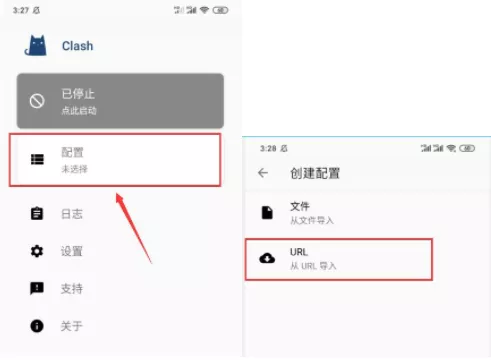 3:27
Clash
已停止
点此启动
配置
未选择
日志
设置
支持
关于
3:28
创建配置
文件
从文件导入
URL
从 URL 导入